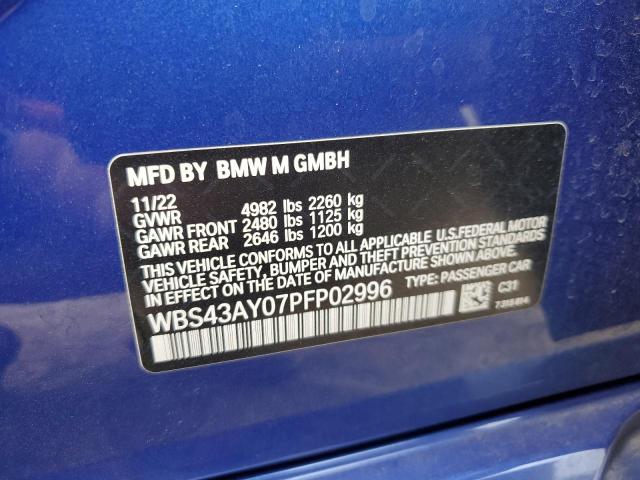 MFD BY BMW M GMBH
11/22
GVWR 4982 lbs 2260 kg
GAWR FRONT 2480 lbs 1125 kg
GAWR REAR 2646 lbs 1200 kg
THIS VEHICLE CONFORMS TO ALL APPLICABLE U.S.FEDERAL MOTOR
VEHICLE SAFETY, BUMPER AND THEFT PREVENTION STANDARDS IN
EFFECT ON THE DATE OF MANUFACTURE SHOWN ABOVE.
WBS43AY07PFP02996 TYPE: PASSENGER CAR
C31